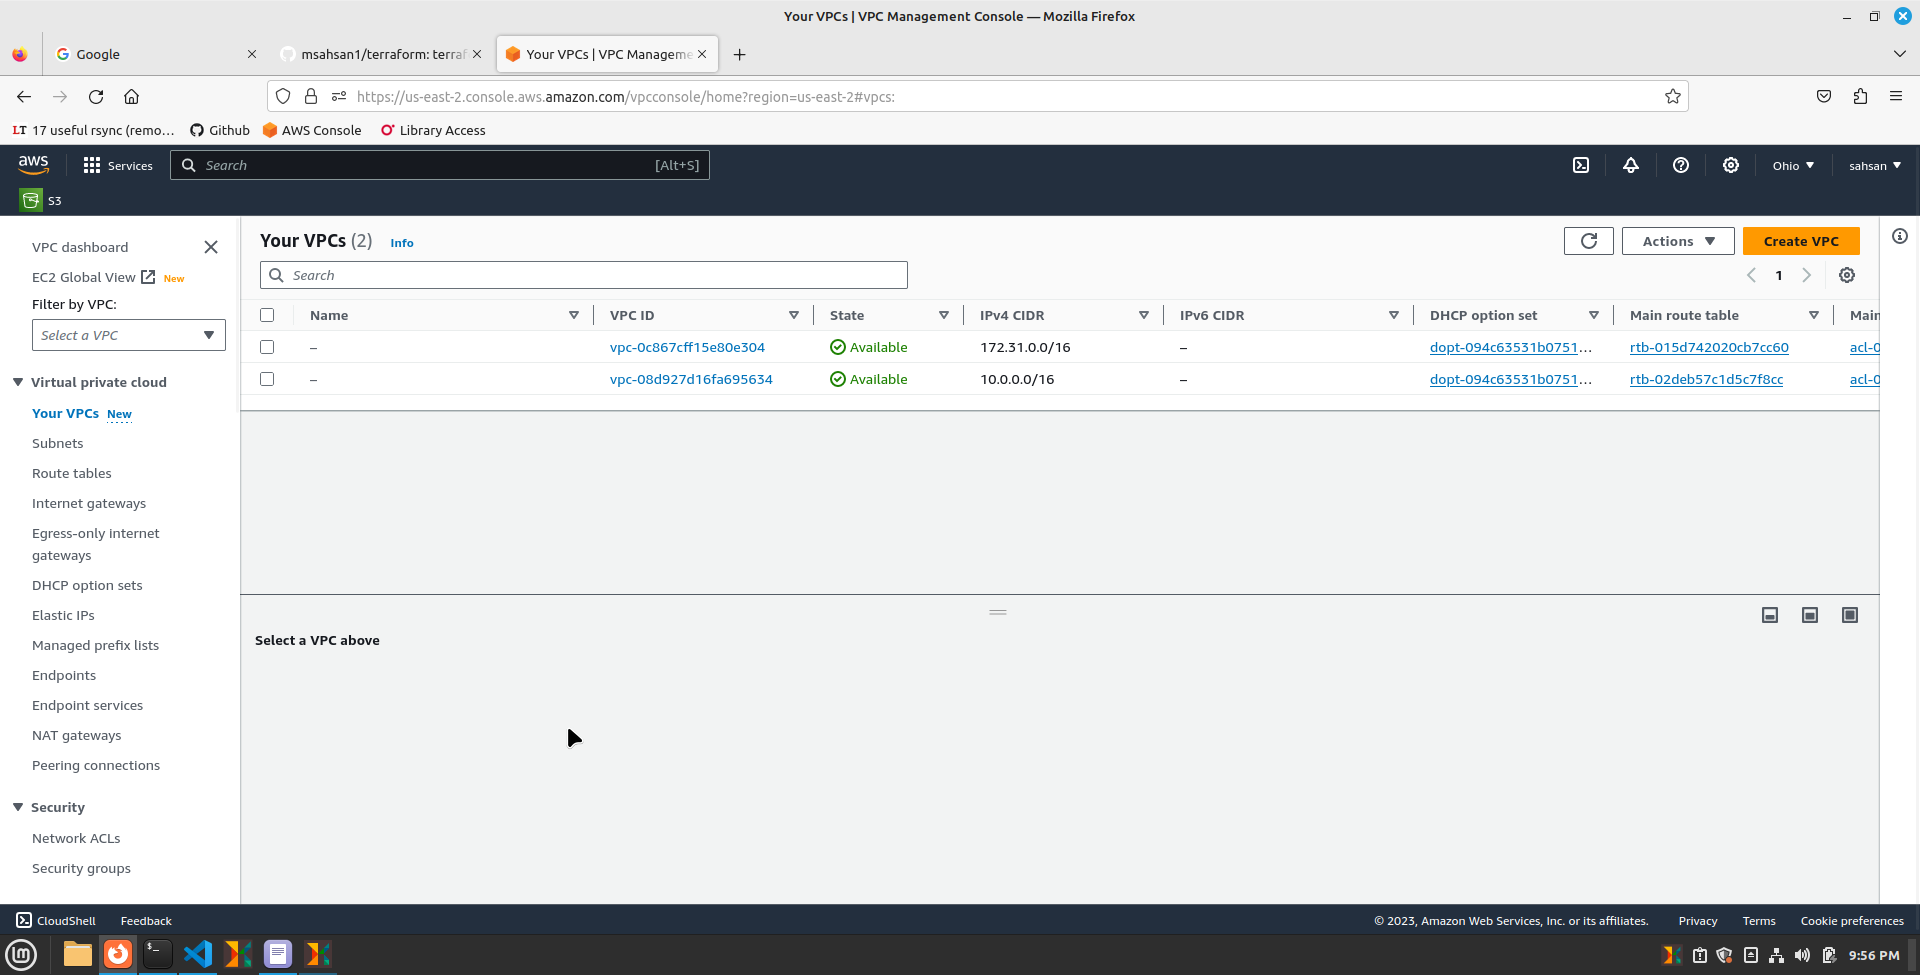 Your VPCs | VPC Management Console — Mozilla Firefox
Google
msahsan1/terraform: terraf
Your VPCs | VPC Manageme
https://us-east-2.console.aws.amazon.com/vpcconsole/home?region=us-east-2#vpcs:
LT 17 useful rsync (remo… Github AWS Console Library Access
aws Services Search [Alt+S] Ohio sahsan
S3
VPC dashboard
EC2 Global View New
Filter by VPC:
Select a VPC
Virtual private cloud
Your VPCs New
Subnets
Route tables
Internet gateways
Egress-only internet
gateways
DHCP option sets
Elastic IPs
Managed prefix lists
Endpoints
Endpoint services
NAT gateways
Peering connections
Security
Network ACLs
Security groups
Your VPCs (2) Info
Actions
Create VPC
Search
1
Name VPC ID State IPv4 CIDR IPv6 CIDR DHCP option set Main route table Main
– vpc-0c867cff15e80e304 Available 172.31.0.0/16 – dopt-094c63531b0751… rtb-015d742020cb7cc60 acl-0
– vpc-08d927d16fa695634 Available 10.0.0.0/16 – dopt-094c63531b0751… rtb-02deb57c1d5c7f8cc acl-0
Select a VPC above
CloudShell Feedback © 2023, Amazon Web Services, Inc. or its affiliates. Privacy Terms Cookie preferences
9:56 PM